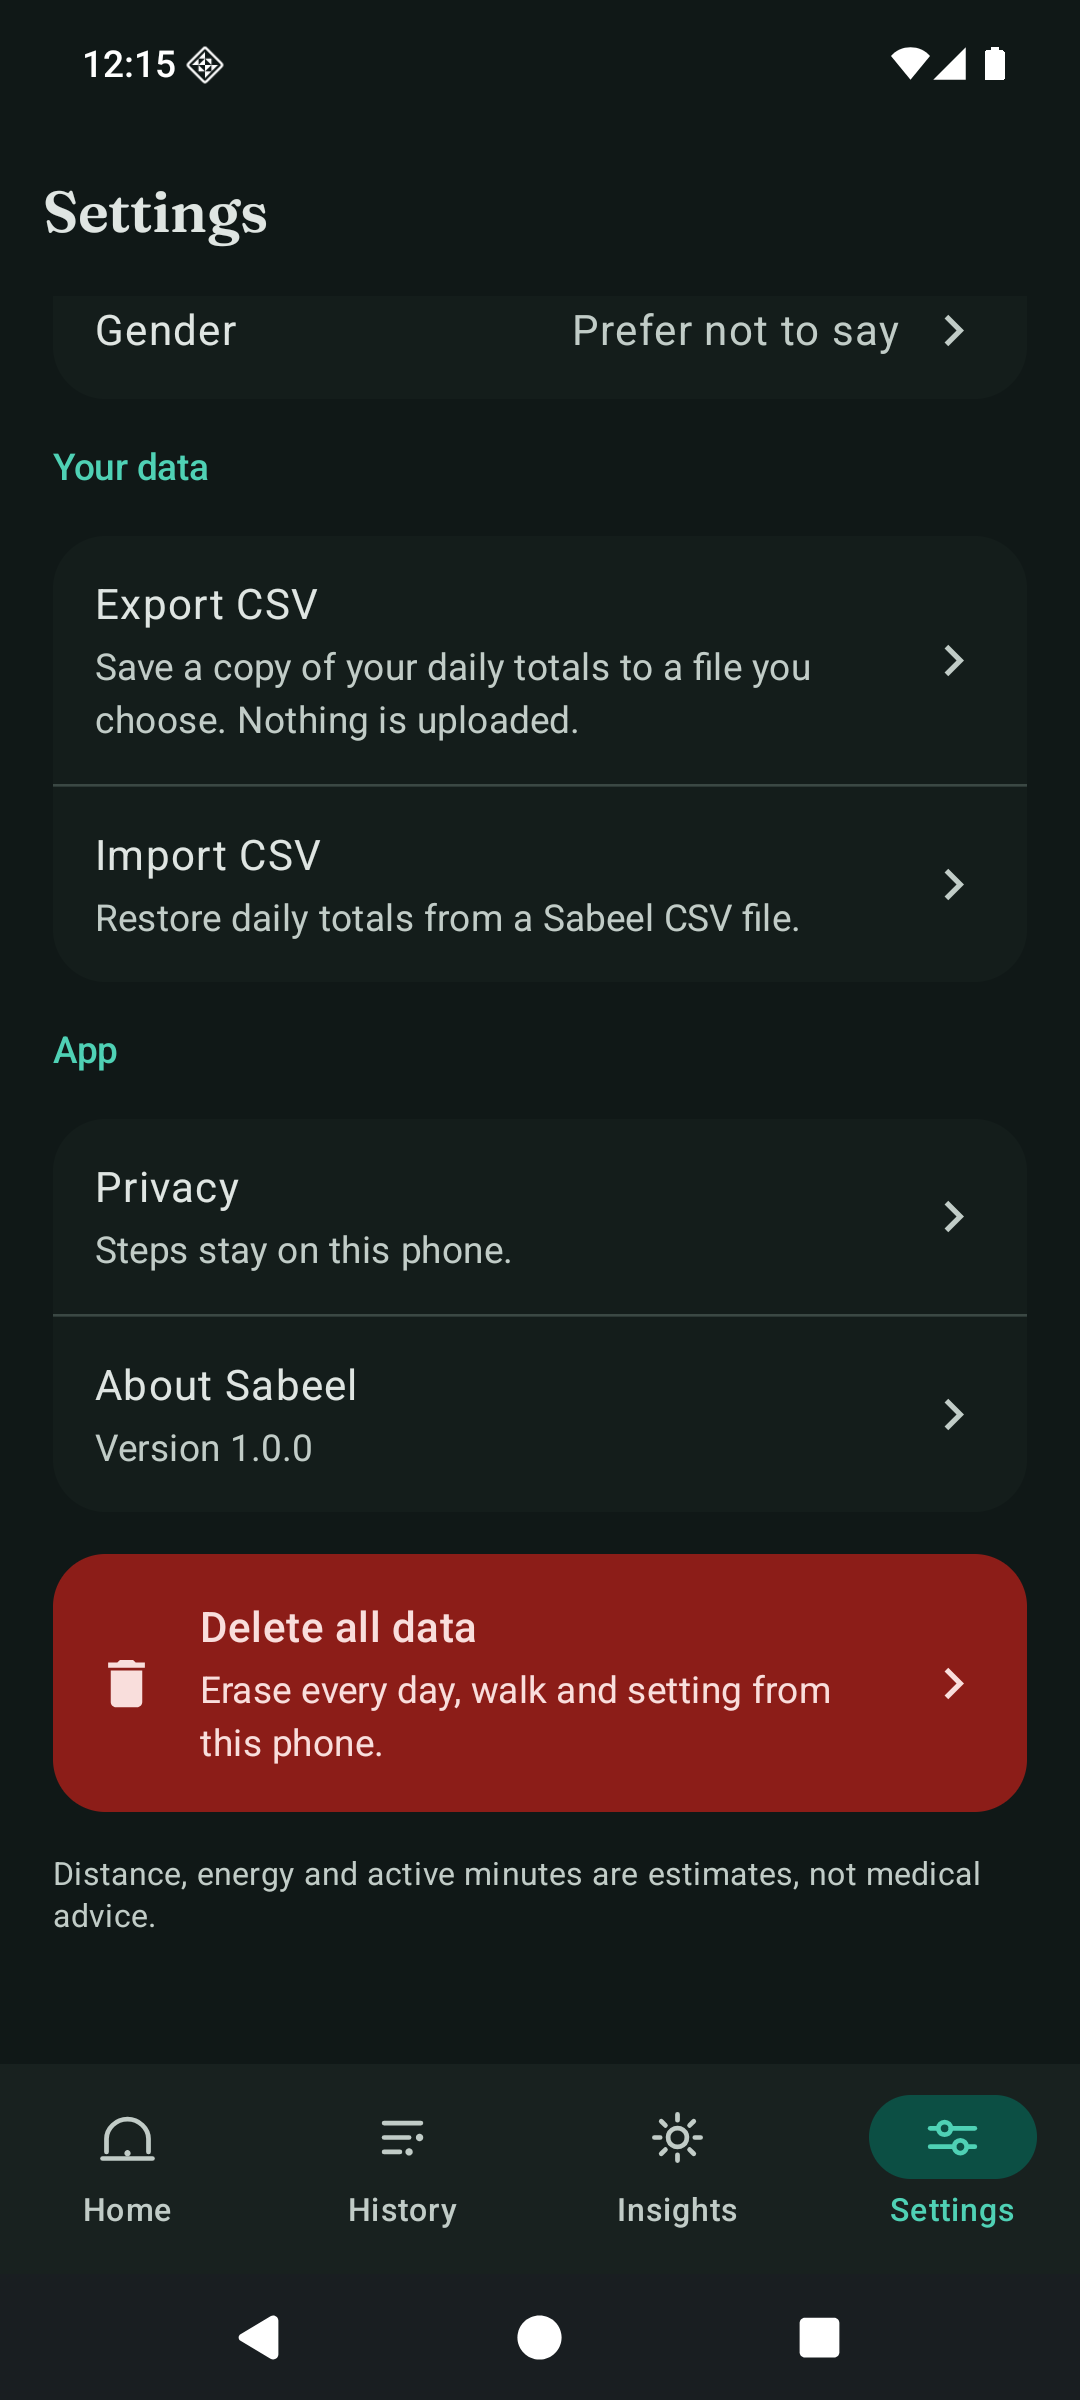 12:15
Settings
Gender
Prefer not to say
Your data
Export CSV
Save a copy of your daily totals to a file you
choose. Nothing is uploaded.
Import CSV
Restore daily totals from a Sabeel CSV file.
App
Privacy
Steps stay on this phone.
About Sabeel
Version 1.0.0
Delete all data
Erase every day, walk and setting from
this phone.
Distance, energy and active minutes are estimates, not medical
advice.
Home
History
Insights
Settings